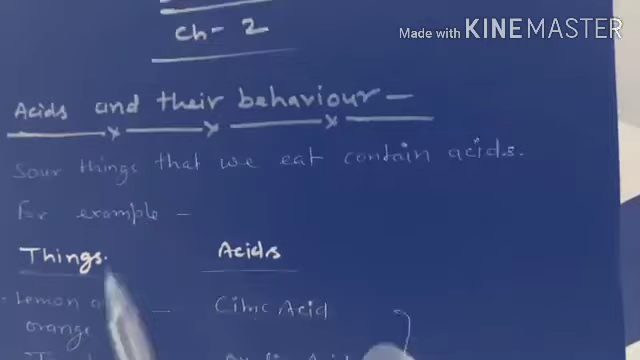 Ch - 2
Made with KINEMASTER
Acids and their behaviour -
Sour things that we eat contain acids.
For example -
Things. Acids
Lemon - Citric Acid
orange
Acid